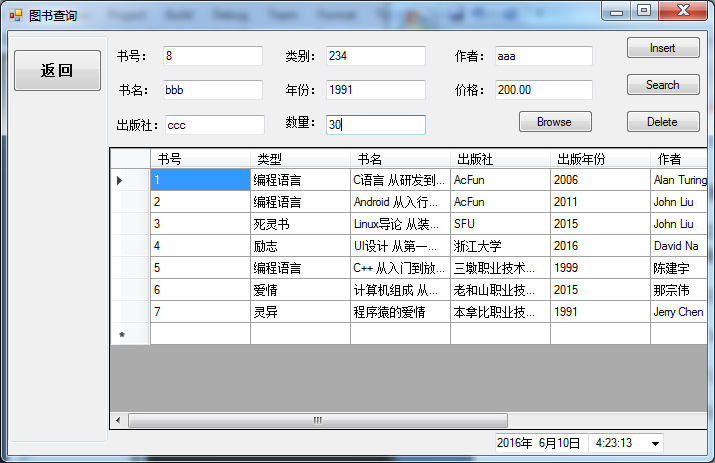 图书查询
返回
书号： 8 类别： 234 作者： aaa Insert
书名： bbb 年份： 1991 价格： 200.00 Search
出版社： ccc 数量： 30 Browse Delete
书号 类型 书名 出版社 出版年份 作者
1 编程语言 C语言 从研发到... AcFun 2006 Alan Turing
2 编程语言 Android 从入行... AcFun 2011 John Liu
3 死灵书 Linux导论 从装... SFU 2015 John Liu
4 励志 UI设计 从第一... 浙江大学 2016 David Na
5 编程语言 C++ 从入门到放... 三墩职业技术... 1999 陈建宇
6 爱情 计算机组成 从... 老和山职业技... 2015 那宗伟
7 灵异 程序猿的爱情 本拿比职业技... 1991 Jerry Chen
*
2016年 6月10日 4:23:13